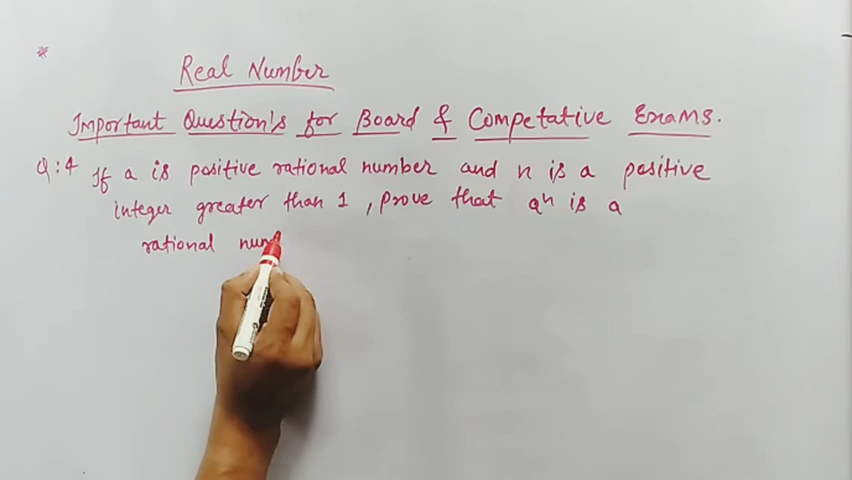 *
Real Number
Important Question's for Board & Competative Exams.
Q:4 If a is positive rational number and n is a positive
integer greater than 1, prove that aⁿ is a
rational num